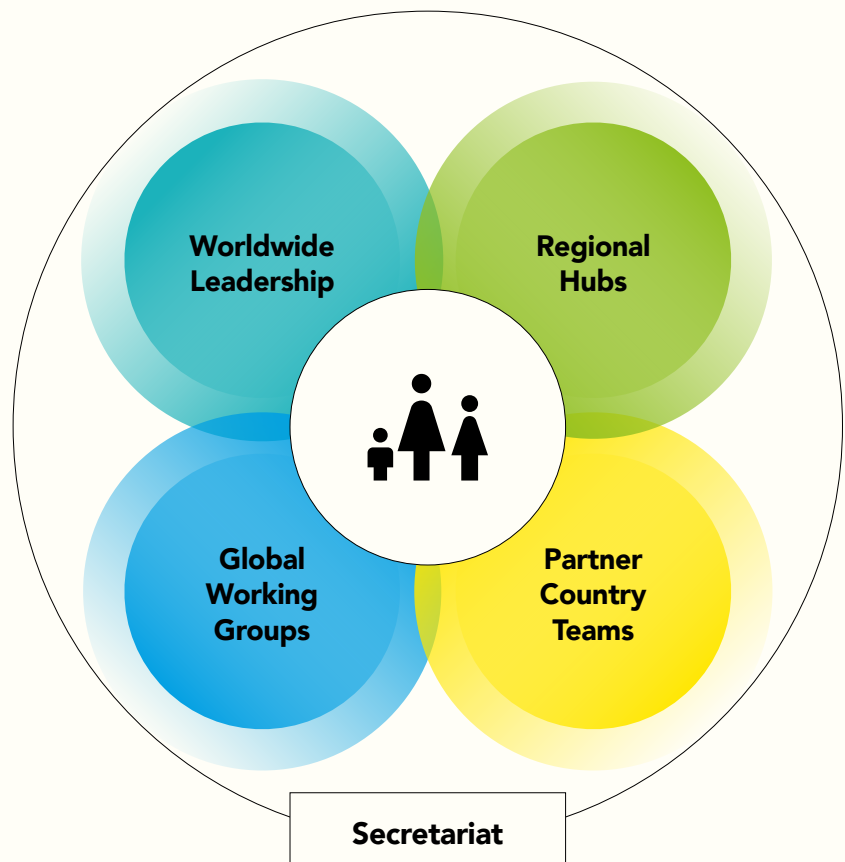 Worldwide
Leadership
Regional
Hubs
Global
Working
Groups
Partner
Country
Teams
Secretariat